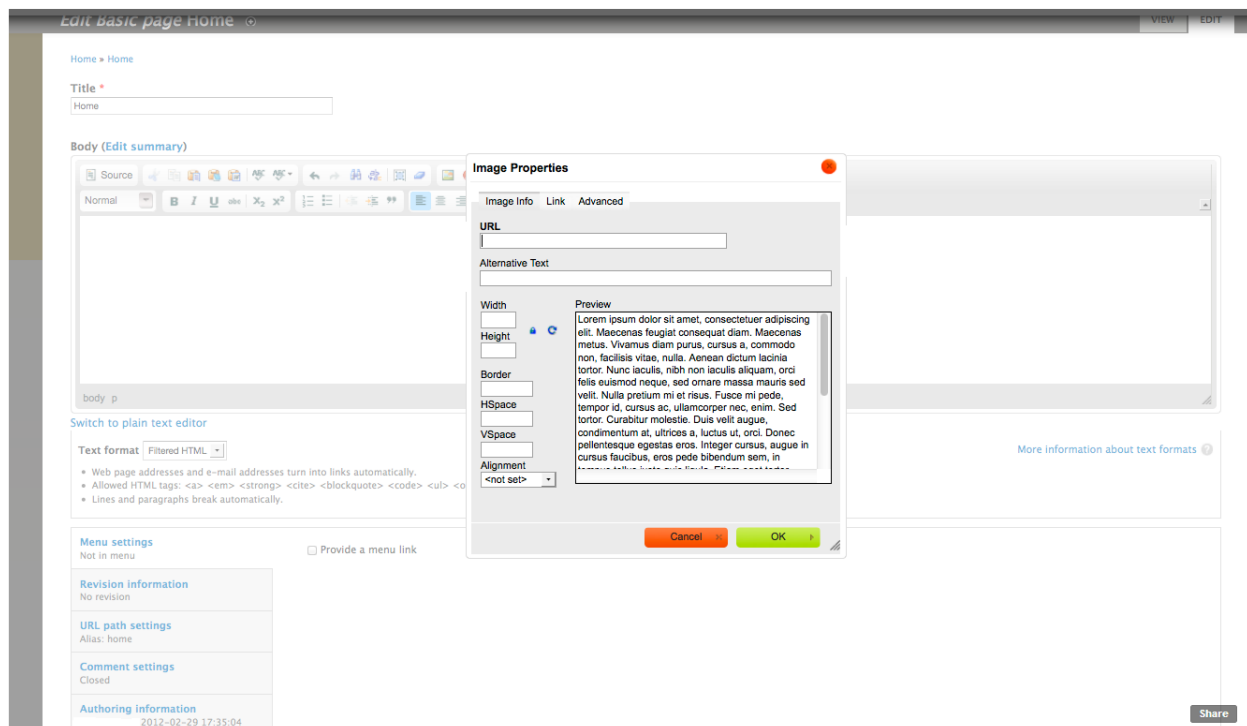 Edit Basic page Home
VIEW EDIT
Home » Home
Title *
Home
Body (Edit summary)
Source
Normal
B I U abc X2 X2
body p
Switch to plain text editor
Text format Filtered HTML
More information about text formats ?
• Web page addresses and e-mail addresses turn into links automatically.
• Allowed HTML tags: <a> <em> <strong> <cite> <blockquote> <code> <ul> <o
• Lines and paragraphs break automatically.
Menu settings
Not in menu
Provide a menu link
Revision information
No revision
URL path settings
Alias: home
Comment settings
Closed
Authoring information
2012-02-29 17:35:04
Image Properties
Image Info Link Advanced
URL
Alternative Text
Width
Height
Border
HSpace
VSpace
Alignment
<not set>
Preview
Lorem ipsum dolor sit amet, consectetuer adipiscing
elit. Maecenas feugiat consequat diam. Maecenas
metus. Vivamus diam purus, cursus a, commodo
non, facilisis vitae, nulla. Aenean dictum lacinia
tortor. Nunc iaculis, nibh non iaculis aliquam, orci
felis euismod neque, sed ornare massa mauris sed
velit. Nulla pretium mi et risus. Fusce mi pede,
tempor id, cursus ac, ullamcorper nec, enim. Sed
tortor. Curabitur molestie. Duis velit augue,
condimentum at, ultrices a, luctus ut, orci. Donec
pellentesque egestas eros. Integer cursus, augue in
cursus faucibus, eros pede bibendum sem, in
Cancel
OK
Share